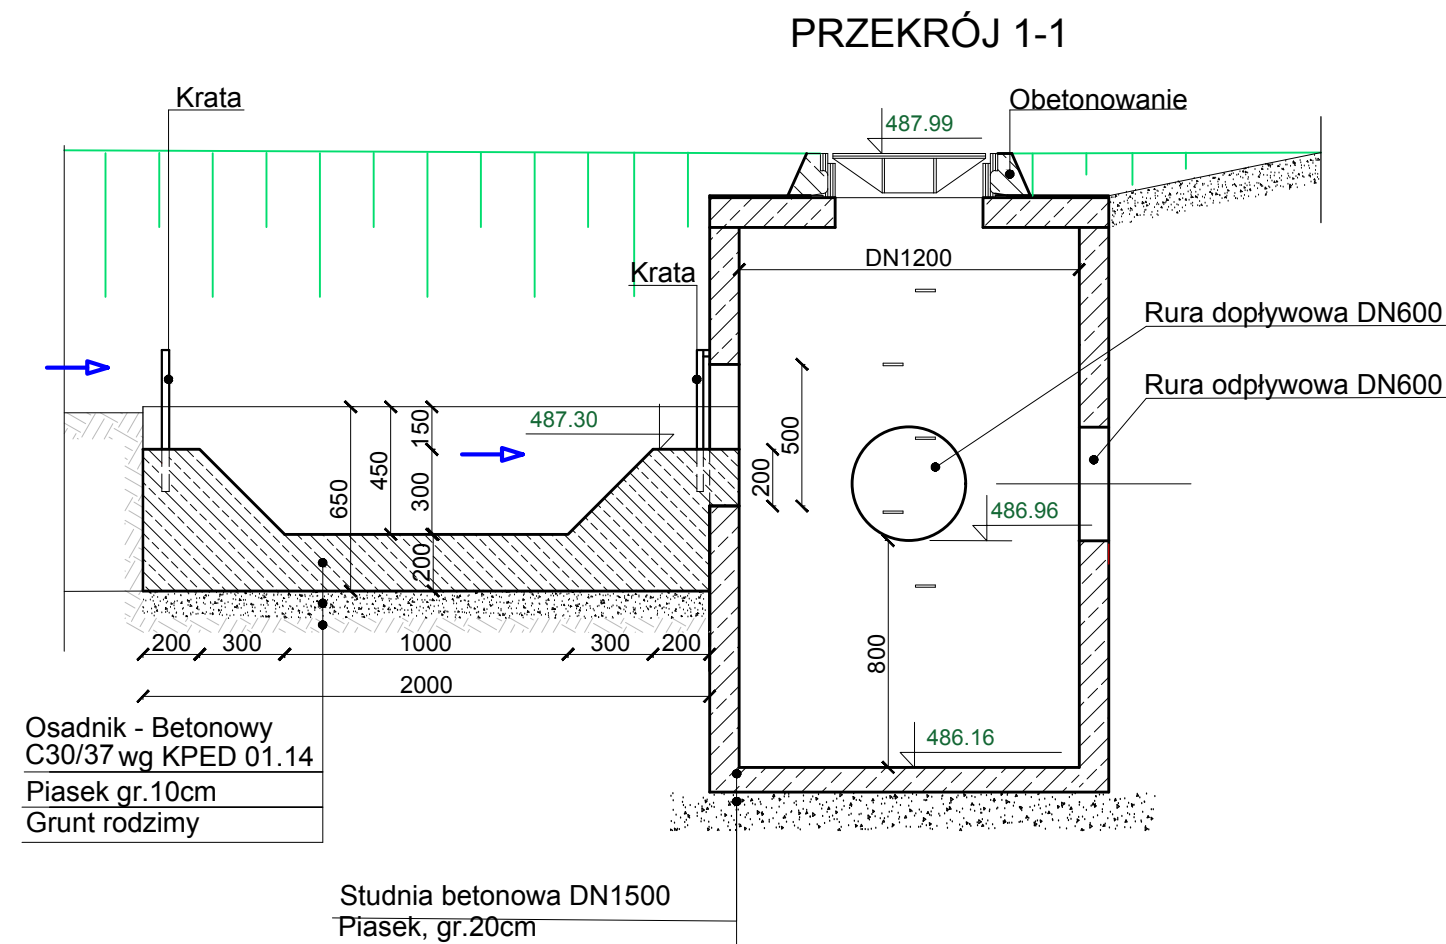 PRZEKRÓJ 1-1
Krata
Obetonowanie
487.99
Krata
DN1200
Rura dopływowa DN600
Rura odpływowa DN600
487.30
150
450
300
650
200
500
200
486.96
800
486.16
200
300
1000
300
200
2000
Osadnik - Betonowy
C30/37 wg KPED 01.14
Piasek gr.10cm
Grunt rodzimy
Studnia betonowa DN1500
Piasek, gr.20cm